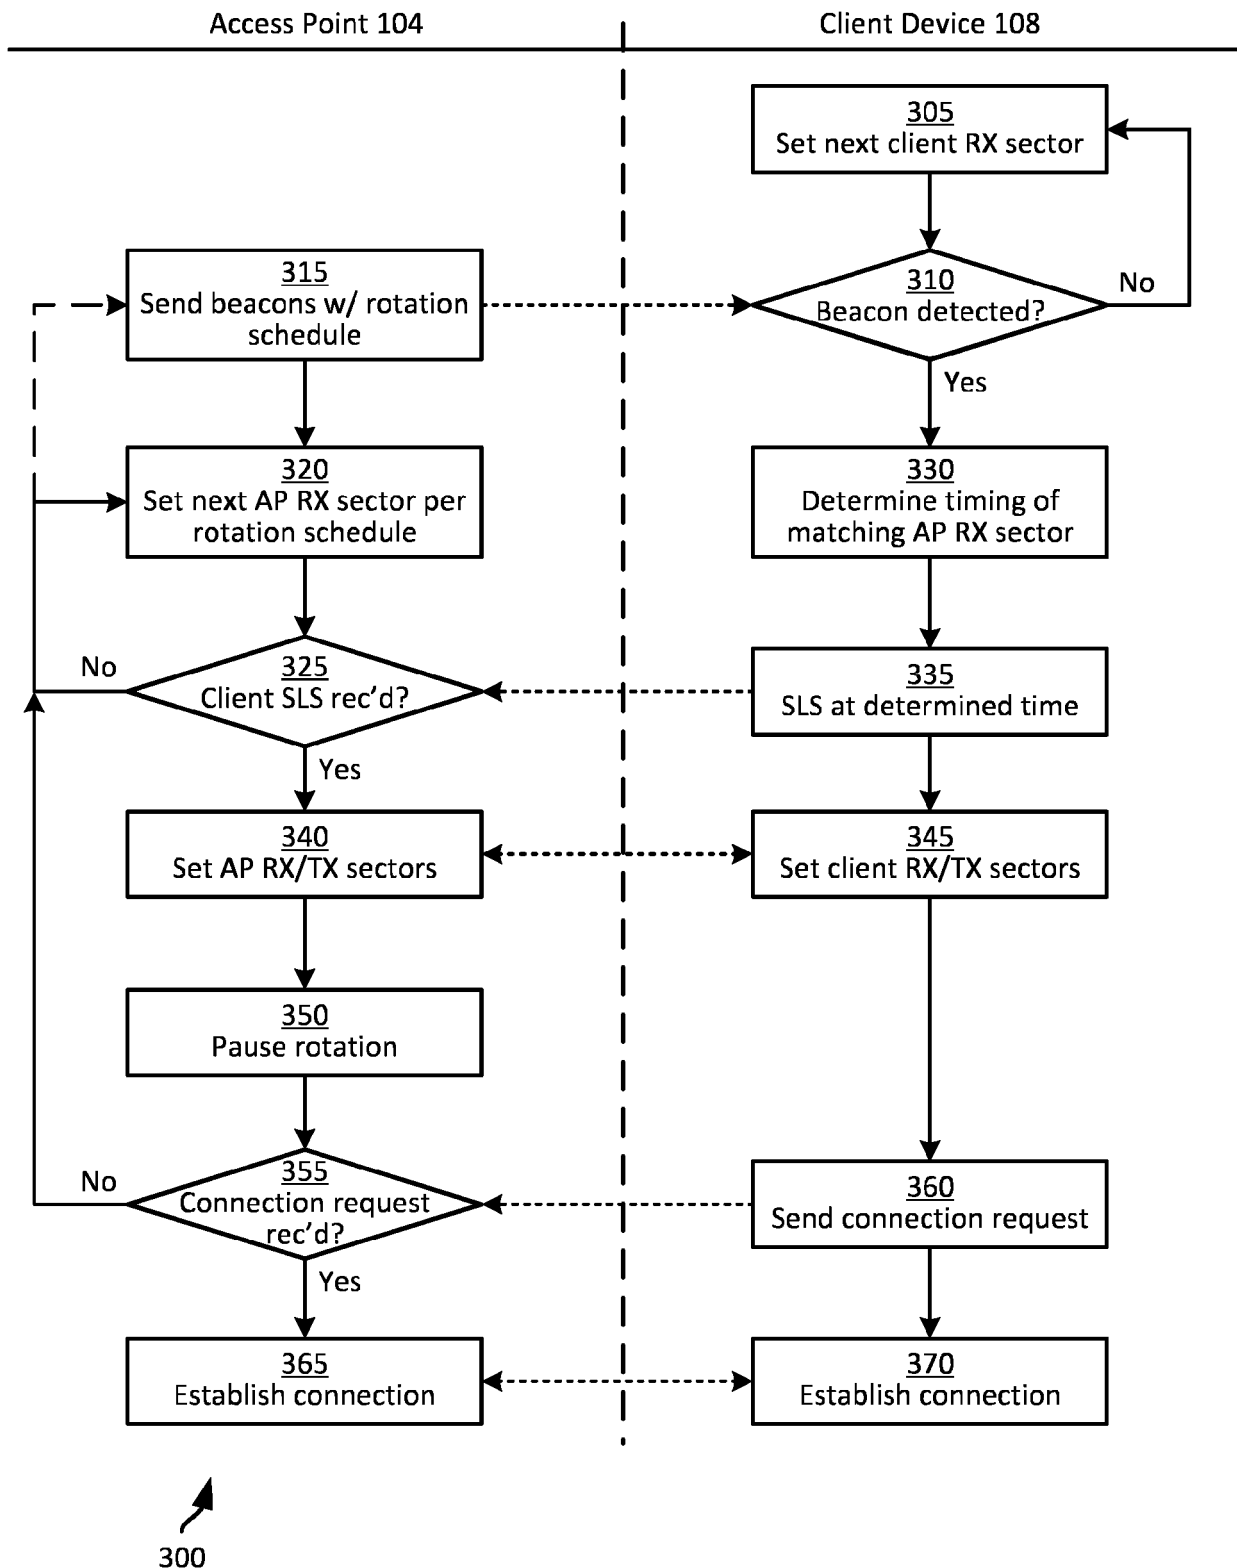 Access Point 104
Client Device 108
305
Set next client RX sector
310
Beacon detected?
No
Yes
315
Send beacons w/ rotation
schedule
320
Set next AP RX sector per
rotation schedule
330
Determine timing of
matching AP RX sector
325
Client SLS rec'd?
No
Yes
335
SLS at determined time
340
Set AP RX/TX sectors
345
Set client RX/TX sectors
350
Pause rotation
355
Connection request
rec'd?
No
Yes
360
Send connection request
365
Establish connection
370
Establish connection
300